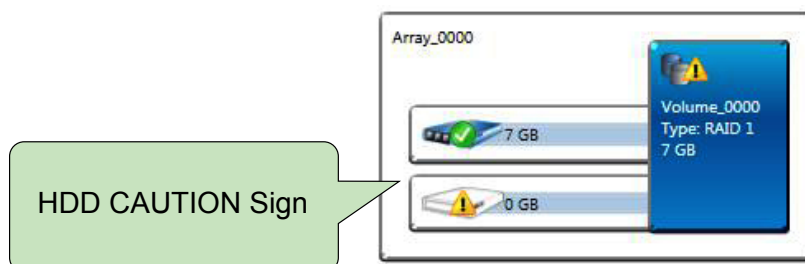 Array_0000
Volume_0000
Type: RAID 1
7 GB
7 GB
HDD CAUTION Sign
0 GB